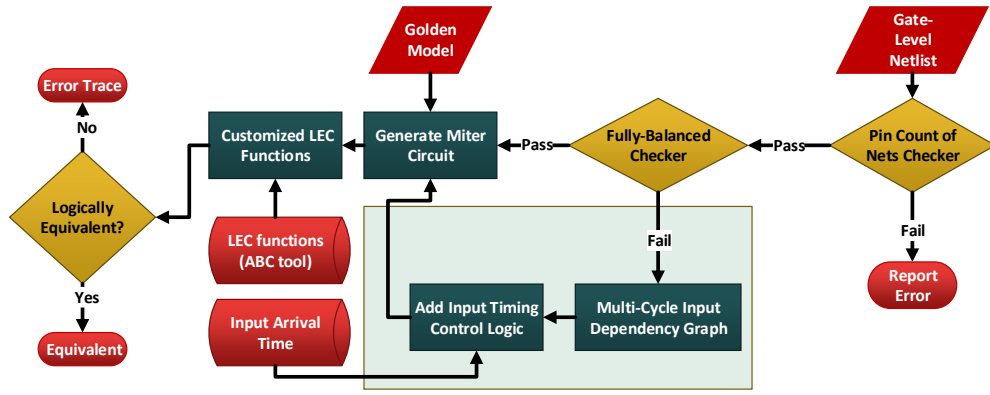 Golden
Model
Gate-
Level
Netlist
Error Trace
No
Customized LEC
Functions
Generate Miter
Circuit
Pass
Fully-Balanced
Checker
Pass
Pin Count of
Nets Checker
Logically
Equivalent?
LEC functions
(ABC tool)
Fail
Fail
Report
Error
Yes
Input Arrival
Time
Add Input Timing
Control Logic
Multi-Cycle Input
Dependency Graph
Equivalent